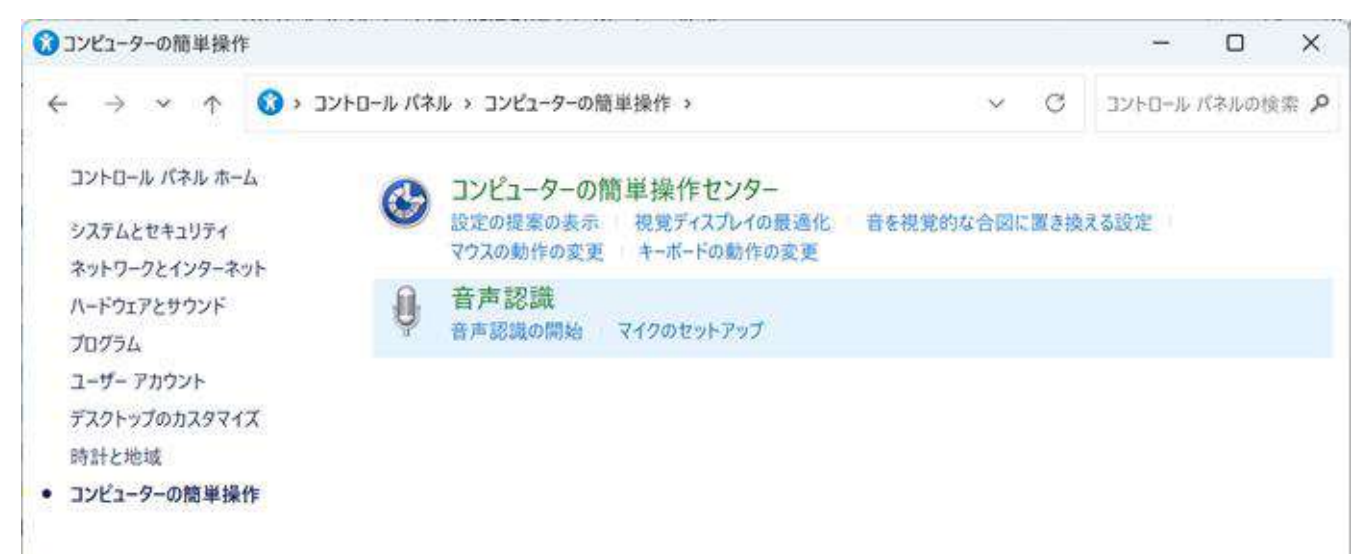 コンピューターの簡単操作
コントロール パネル › コンピューターの簡単操作 ›
コントロール パネルの検索
コントロール パネル ホーム
システムとセキュリティ
ネットワークとインターネット
ハードウェアとサウンド
プログラム
ユーザー アカウント
デスクトップのカスタマイズ
時計と地域
コンピューターの簡単操作
コンピューターの簡単操作センター
設定の提案の表示 視覚ディスプレイの最適化 音を視覚的な合図に置き換える設定
マウスの動作の変更 キーボードの動作の変更
音声認識
音声認識の開始 マイクのセットアップ